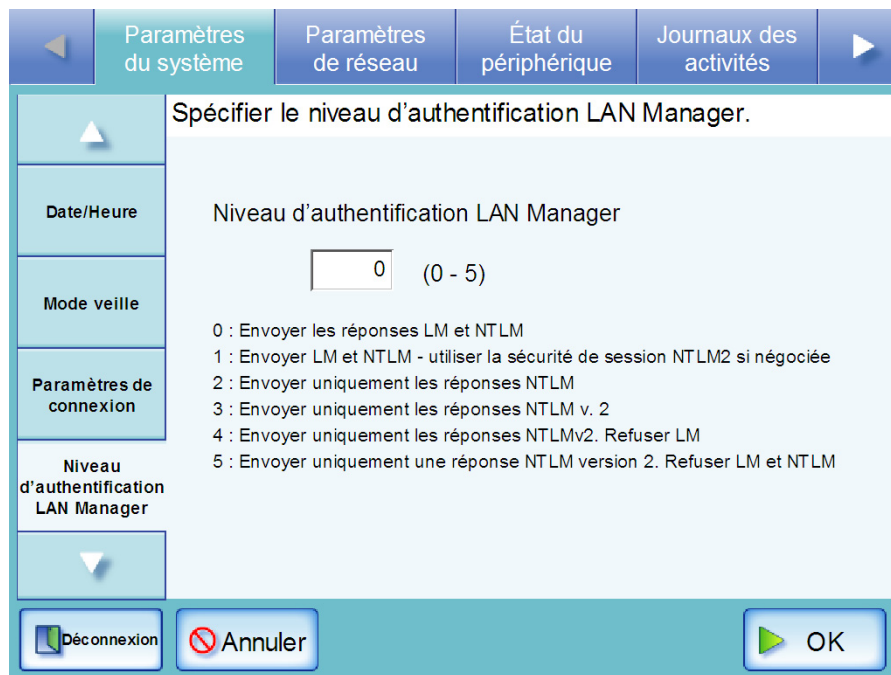 Paramètres
du système
Paramètres
de réseau
État du
périphérique
Journaux des
activités
Spécifier le niveau d’authentification LAN Manager.
Date/Heure
Mode veille
Paramètres de
connexion
Niveau
d’authentification
LAN Manager
Niveau d’authentification LAN Manager
0 (0 - 5)
0 : Envoyer les réponses LM et NTLM
1 : Envoyer LM et NTLM - utiliser la sécurité de session NTLM2 si négociée
2 : Envoyer uniquement les réponses NTLM
3 : Envoyer uniquement les réponses NTLM v. 2
4 : Envoyer uniquement les réponses NTLMv2. Refuser LM
5 : Envoyer uniquement une réponse NTLM version 2. Refuser LM et NTLM
Déconnexion
Annuler
OK